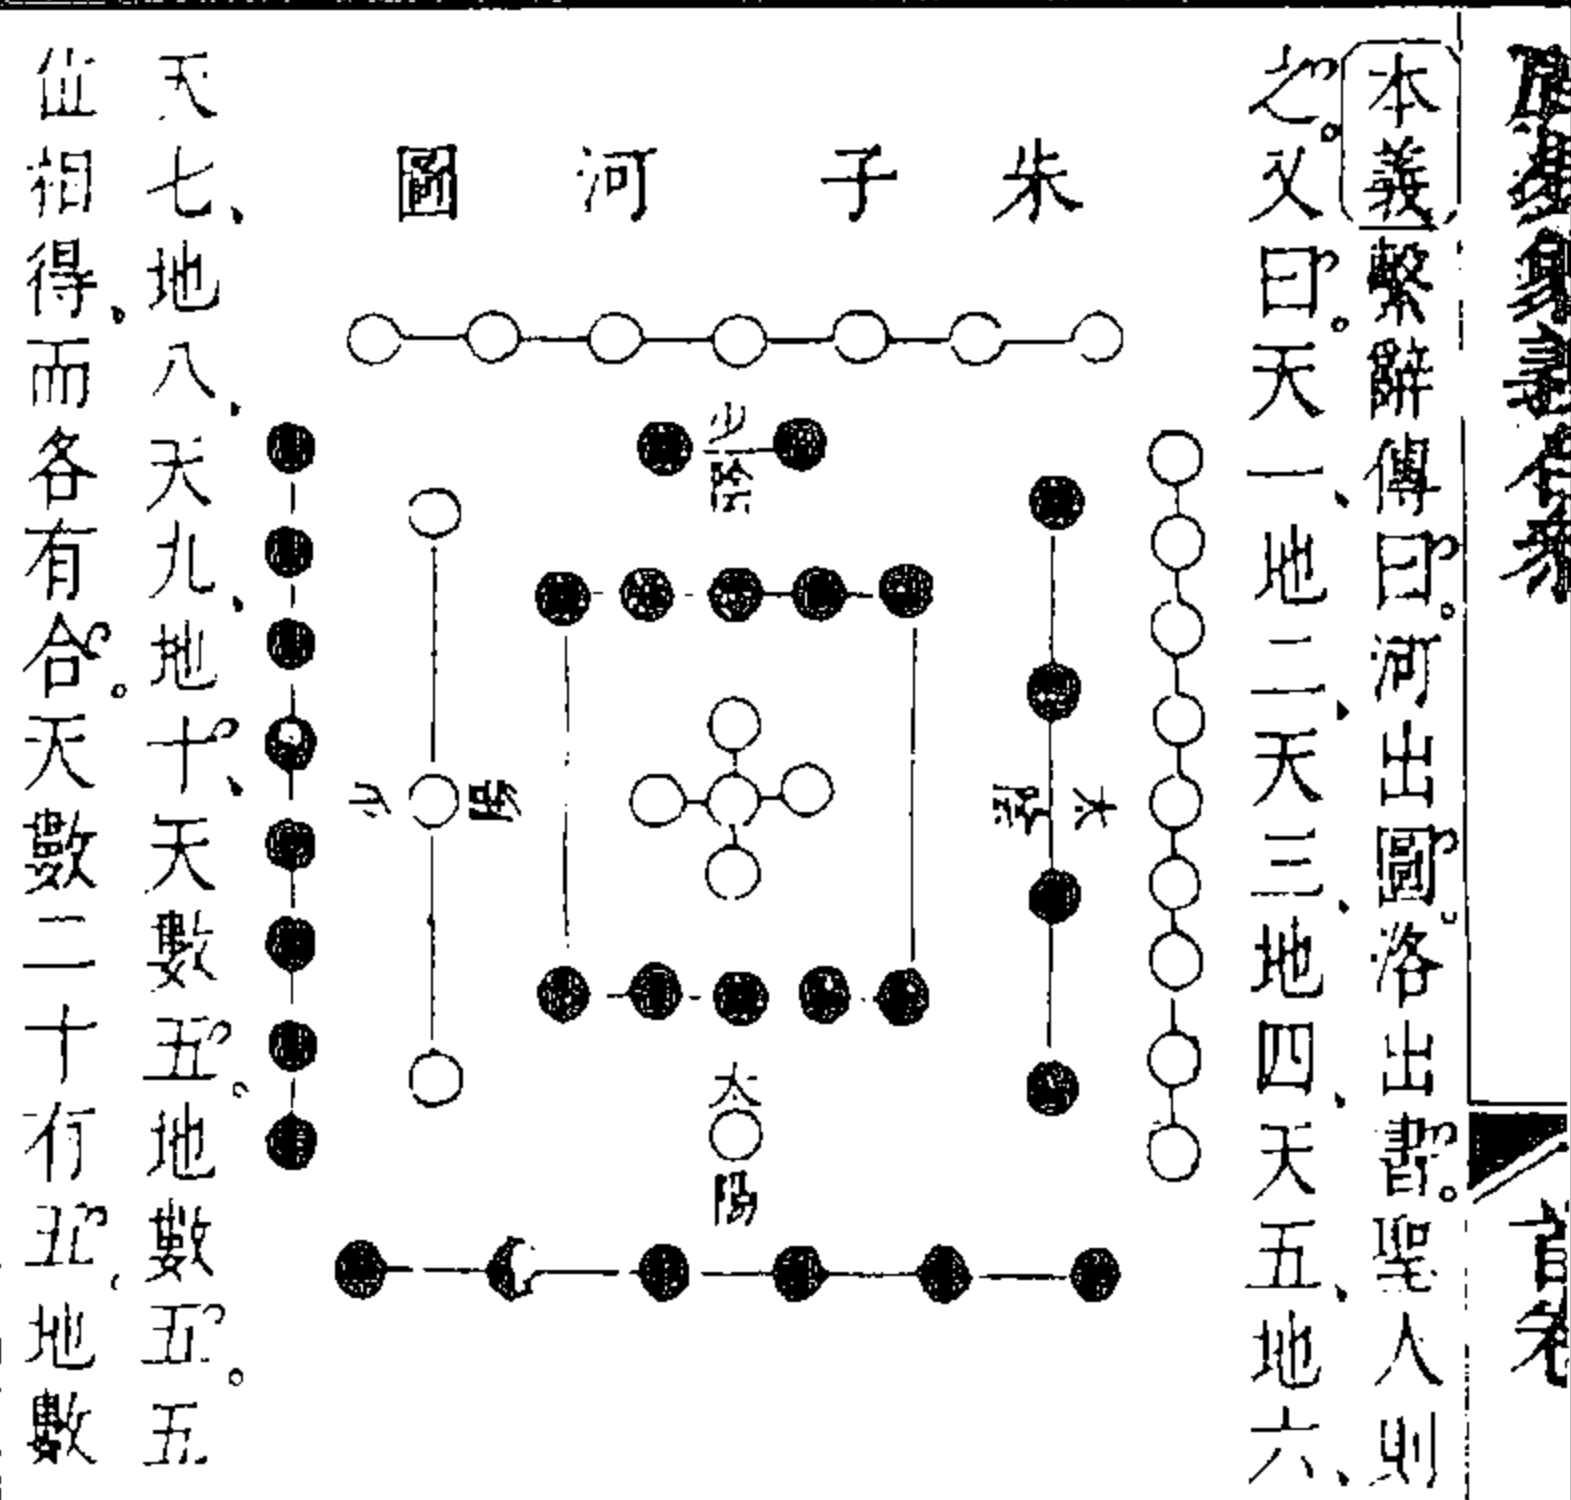 首卷
本義繫辭傳曰河出圖洛出書聖人則
之又曰天一地二天三地四天五地六
朱子河圖
少陰
太陰
少陽
太陽
天七地八天九地十天數五地數五五
位相得而各有合天數二十有五地數